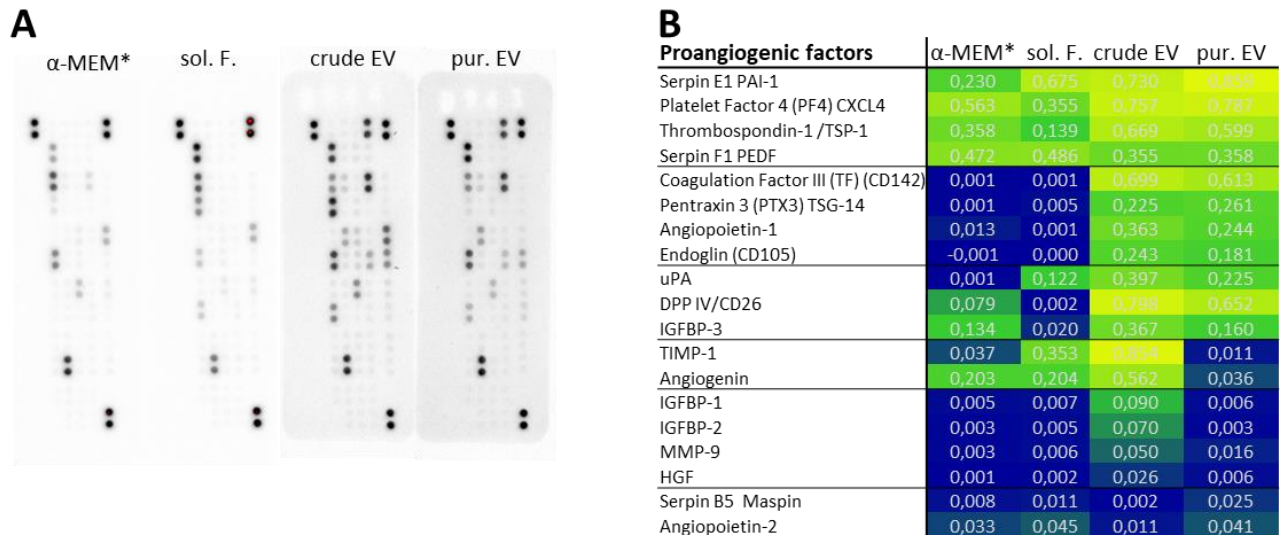 A
α-MEM* sol. F. crude EV pur. EV
B
Proangiogenic factors α-MEM* sol. F. crude EV pur. EV
Serpin E1 PAI-1 0,230 0,675 0,730 0,859
Platelet Factor 4 (PF4) CXCL4 0,563 0,355 0,757 0,787
Thrombospondin-1 /TSP-1 0,358 0,139 0,669 0,599
Serpin F1 PEDF 0,472 0,486 0,355 0,358
Coagulation Factor III (TF) (CD142) 0,001 0,001 0,699 0,613
Pentraxin 3 (PTX3) TSG-14 0,001 0,005 0,225 0,261
Angiopoietin-1 0,013 0,001 0,363 0,244
Endoglin (CD105) -0,001 0,000 0,243 0,181
uPA 0,001 0,122 0,397 0,225
DPP IV/CD26 0,079 0,002 0,798 0,652
IGFBP-3 0,134 0,020 0,367 0,160
TIMP-1 0,037 0,353 0,854 0,011
Angiogenin 0,203 0,204 0,562 0,036
IGFBP-1 0,005 0,007 0,090 0,006
IGFBP-2 0,003 0,005 0,070 0,003
MMP-9 0,003 0,006 0,050 0,016
HGF 0,001 0,002 0,026 0,006
Serpin B5 Maspin 0,008 0,011 0,002 0,025
Angiopoietin-2 0,033 0,045 0,011 0,041